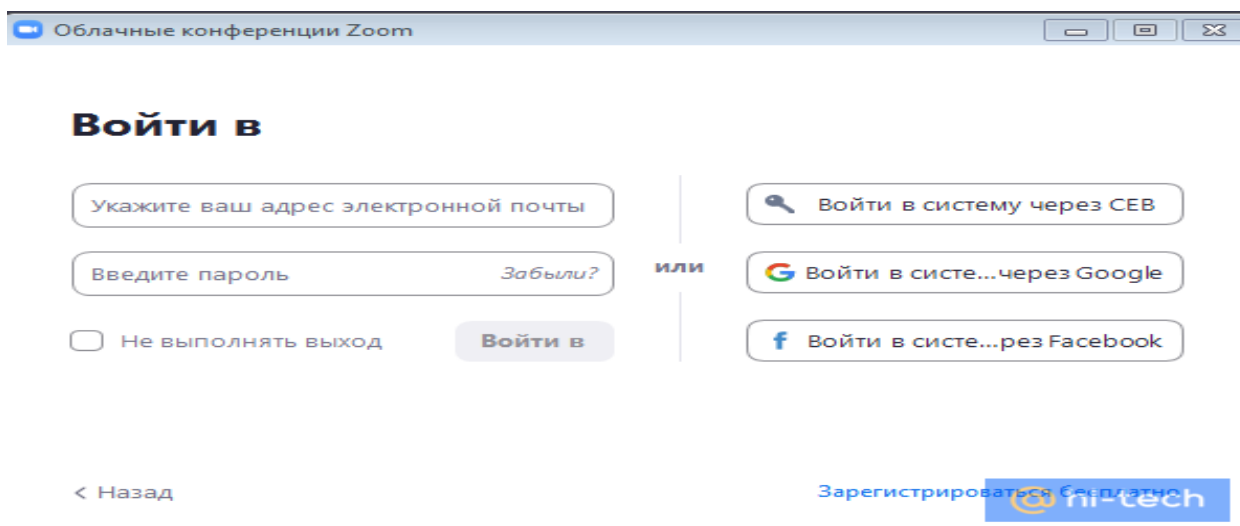 Облачные конференции Zoom
Войти в
Укажите ваш адрес электронной почты
Введите пароль Забыли?
Не выполнять выход
Войти в
или
Войти в систему через СЕВ
Войти в систе...через Google
Войти в систе...рез Facebook
< Назад
Зарегистрироваться бесплатно
@ hi-tech